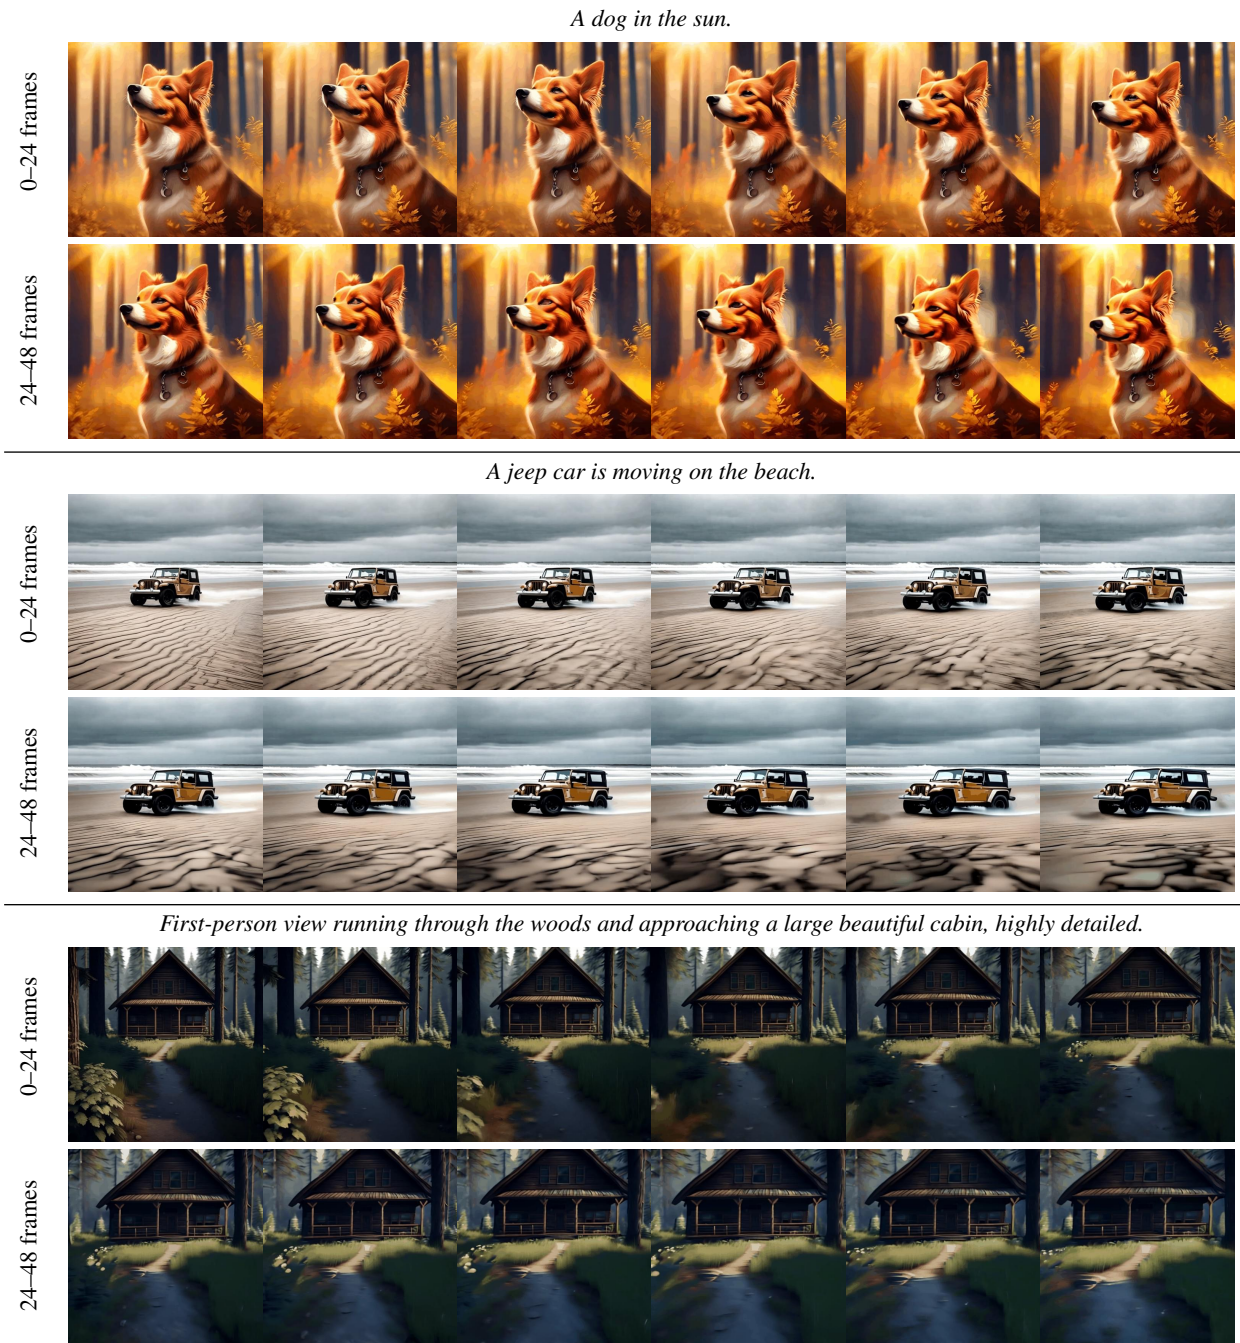 A dog in the sun.
0–24 frames
24–48 frames
A jeep car is moving on the beach.
0–24 frames
24–48 frames
First-person view running through the woods and approaching a large beautiful cabin, highly detailed.
0–24 frames
24–48 frames